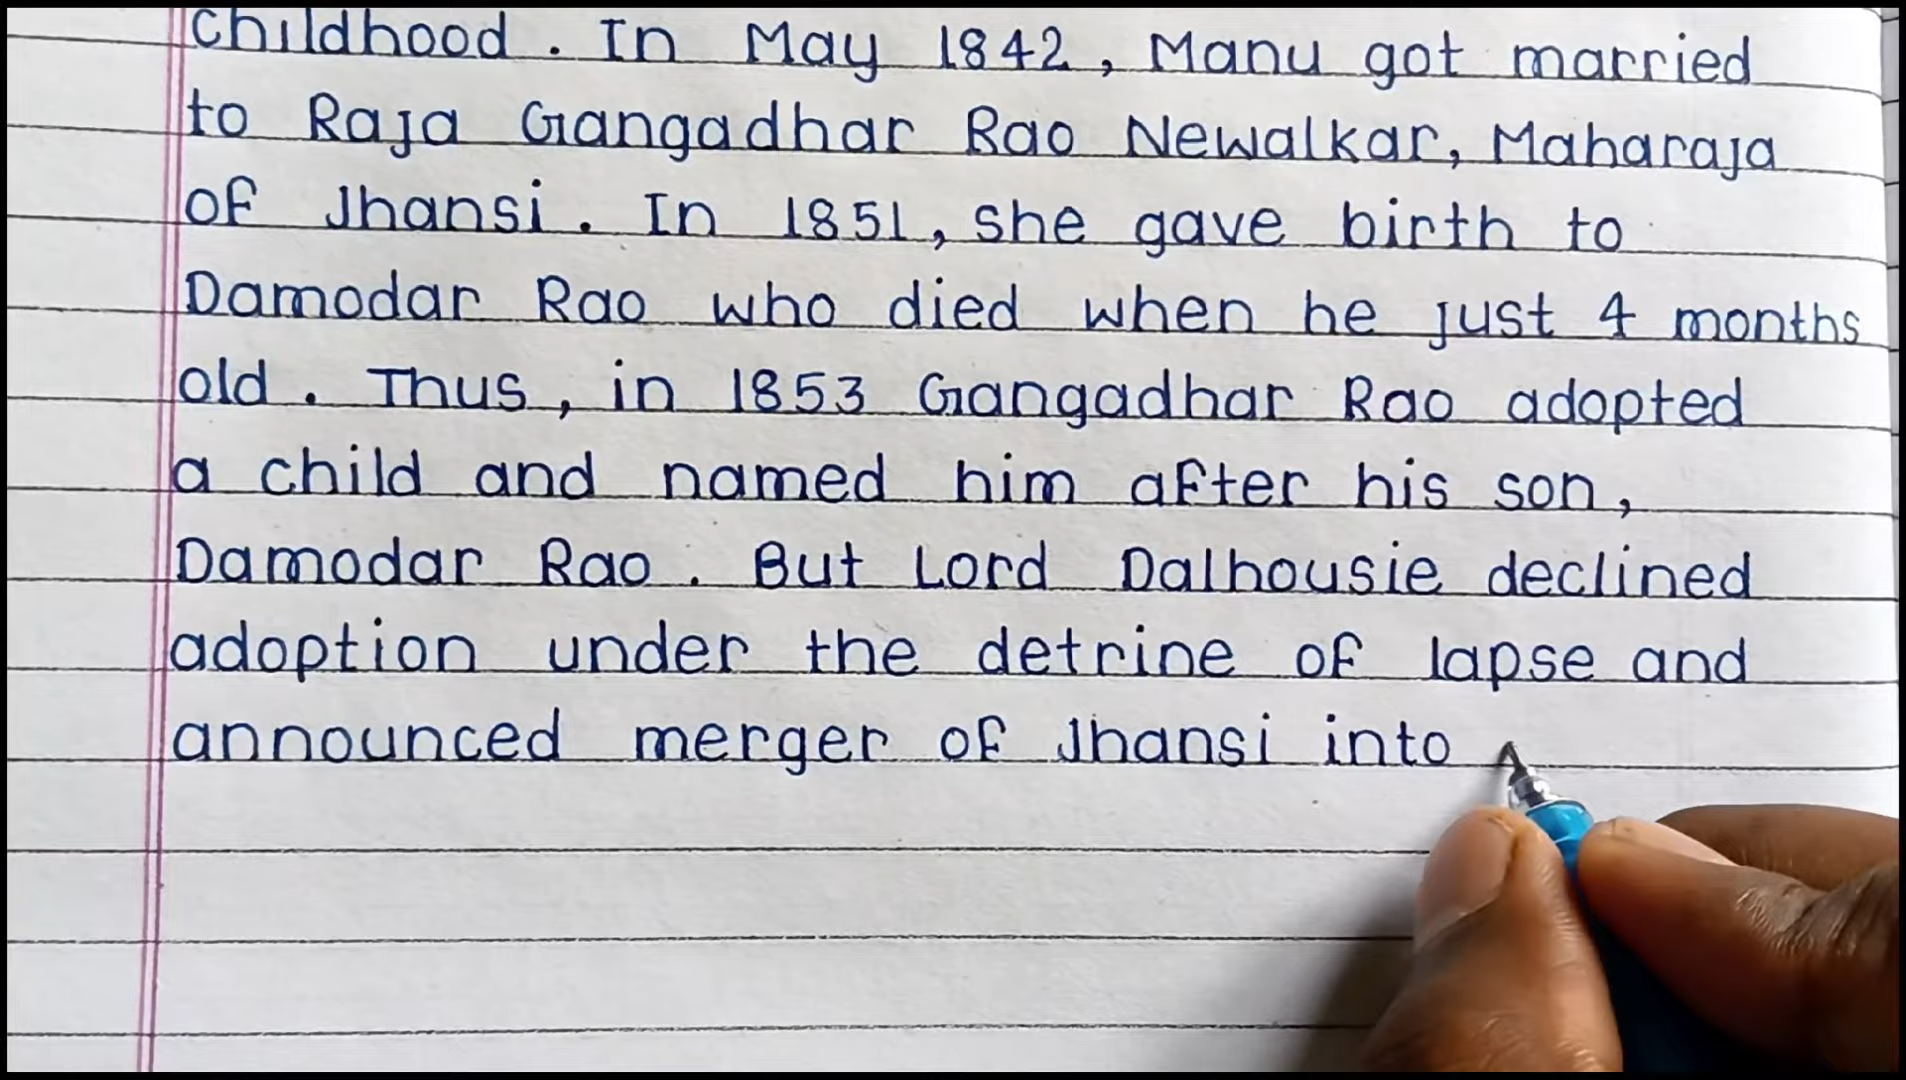 childhood. In May 1842, Manu got married
to Raja Gangadhar Rao Newalkar, Maharaja
of Jhansi. In 1851, she gave birth to
Damodar Rao who died when he just 4 months
old. Thus, in 1853 Gangadhar Rao adopted
a child and named him after his son,
Damodar Rao. But Lord Dalhousie declined
adoption under the detrine of lapse and
announced merger of Jhansi into